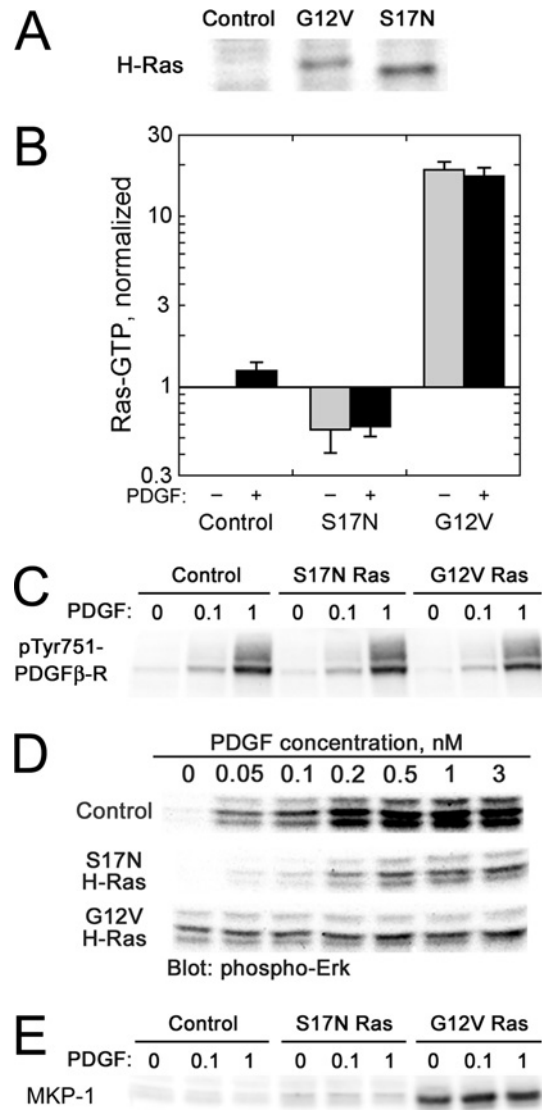 A
Control G12V S17N
H-Ras
B
Ras-GTP, normalized
30
10
3
1
0.3
PDGF: – + – + – +
Control S17N G12V
C
Control S17N Ras G12V Ras
PDGF: 0 0.1 1 0 0.1 1 0 0.1 1
pTyr751-
PDGFβ-R
D
PDGF concentration, nM
0 0.05 0.1 0.2 0.5 1 3
Control
S17N
H-Ras
G12V
H-Ras
Blot: phospho-Erk
E
Control S17N Ras G12V Ras
PDGF: 0 0.1 1 0 0.1 1 0 0.1 1
MKP-1